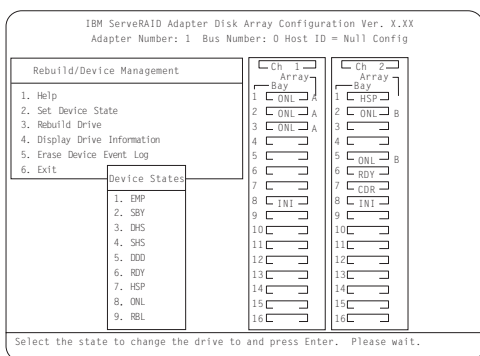 IBM ServeRAID Adapter Disk Array Configuration Ver. X.XX
Adapter Number: 1 Bus Number: 0 Host ID = Null Config
Rebuild/Device Management
1. Help
2. Set Device State
3. Rebuild Drive
4. Display Drive Information
5. Erase Device Event Log
6. Exit
Device States
1. EMP
2. SBY
3. DHS
4. SHS
5. DDD
6. RDY
7. HSP
8. ONL
9. RBL
Ch 1
Array
Bay
1 ONL A
2 ONL A
3 ONL A
4
5
6
7
8 INI
9
10
11
12
13
14
15
16
Ch 2
Array
Bay
1 HSP
2 ONL B
3
4
5 ONL B
6 RDY
7 CDR
8 INI
9
10
11
12
13
14
15
16
Select the state to change the drive to and press Enter. Please wait.